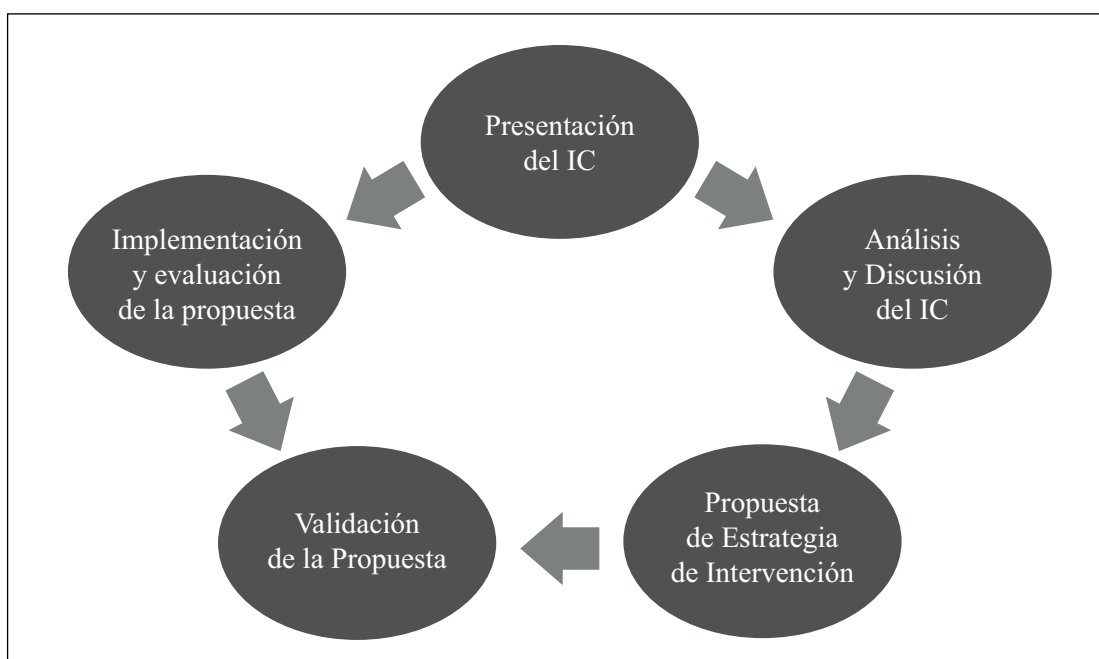 Presentación
del IC
Análisis
y Discusión
del IC
Propuesta
de Estrategia
de Intervención
Validación
de la Propuesta
Implementación
y evaluación
de la propuesta